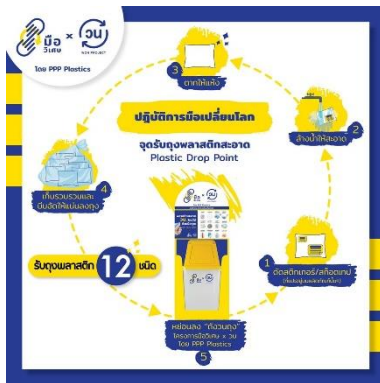 มือ
วิเศษ
x
วน
WON PROJECT
โดย PPP Plastics
3
ตากให้แห้ง
ปฏิบัติการมือเปลี่ยนโลก
จุดรับถุงพลาสติกสะอาด
Plastic Drop Point
2
ล้างน้ำให้สะอาด
4
เก็บรวบรวมและ
บีบอัดให้แน่นลงถุง
รับถุงพลาสติก 12 ชนิด
1
ตัดสติกเกอร์/สก็อตเทป
หย่อนลง "ถังวนถุง"
โครงการมือวิเศษ x วน
โดย PPP Plastics
5